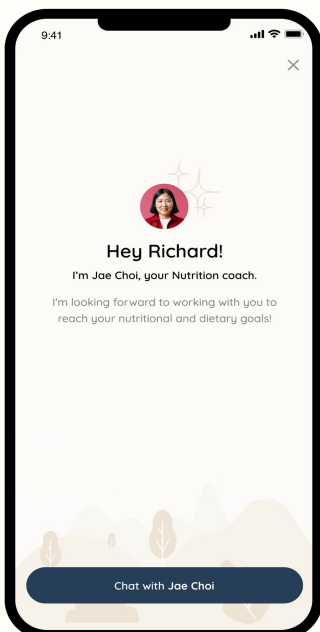 9:41
Hey Richard!
I'm Jae Choi, your Nutrition coach.
I'm looking forward to working with you to
reach your nutritional and dietary goals!
Chat with Jae Choi